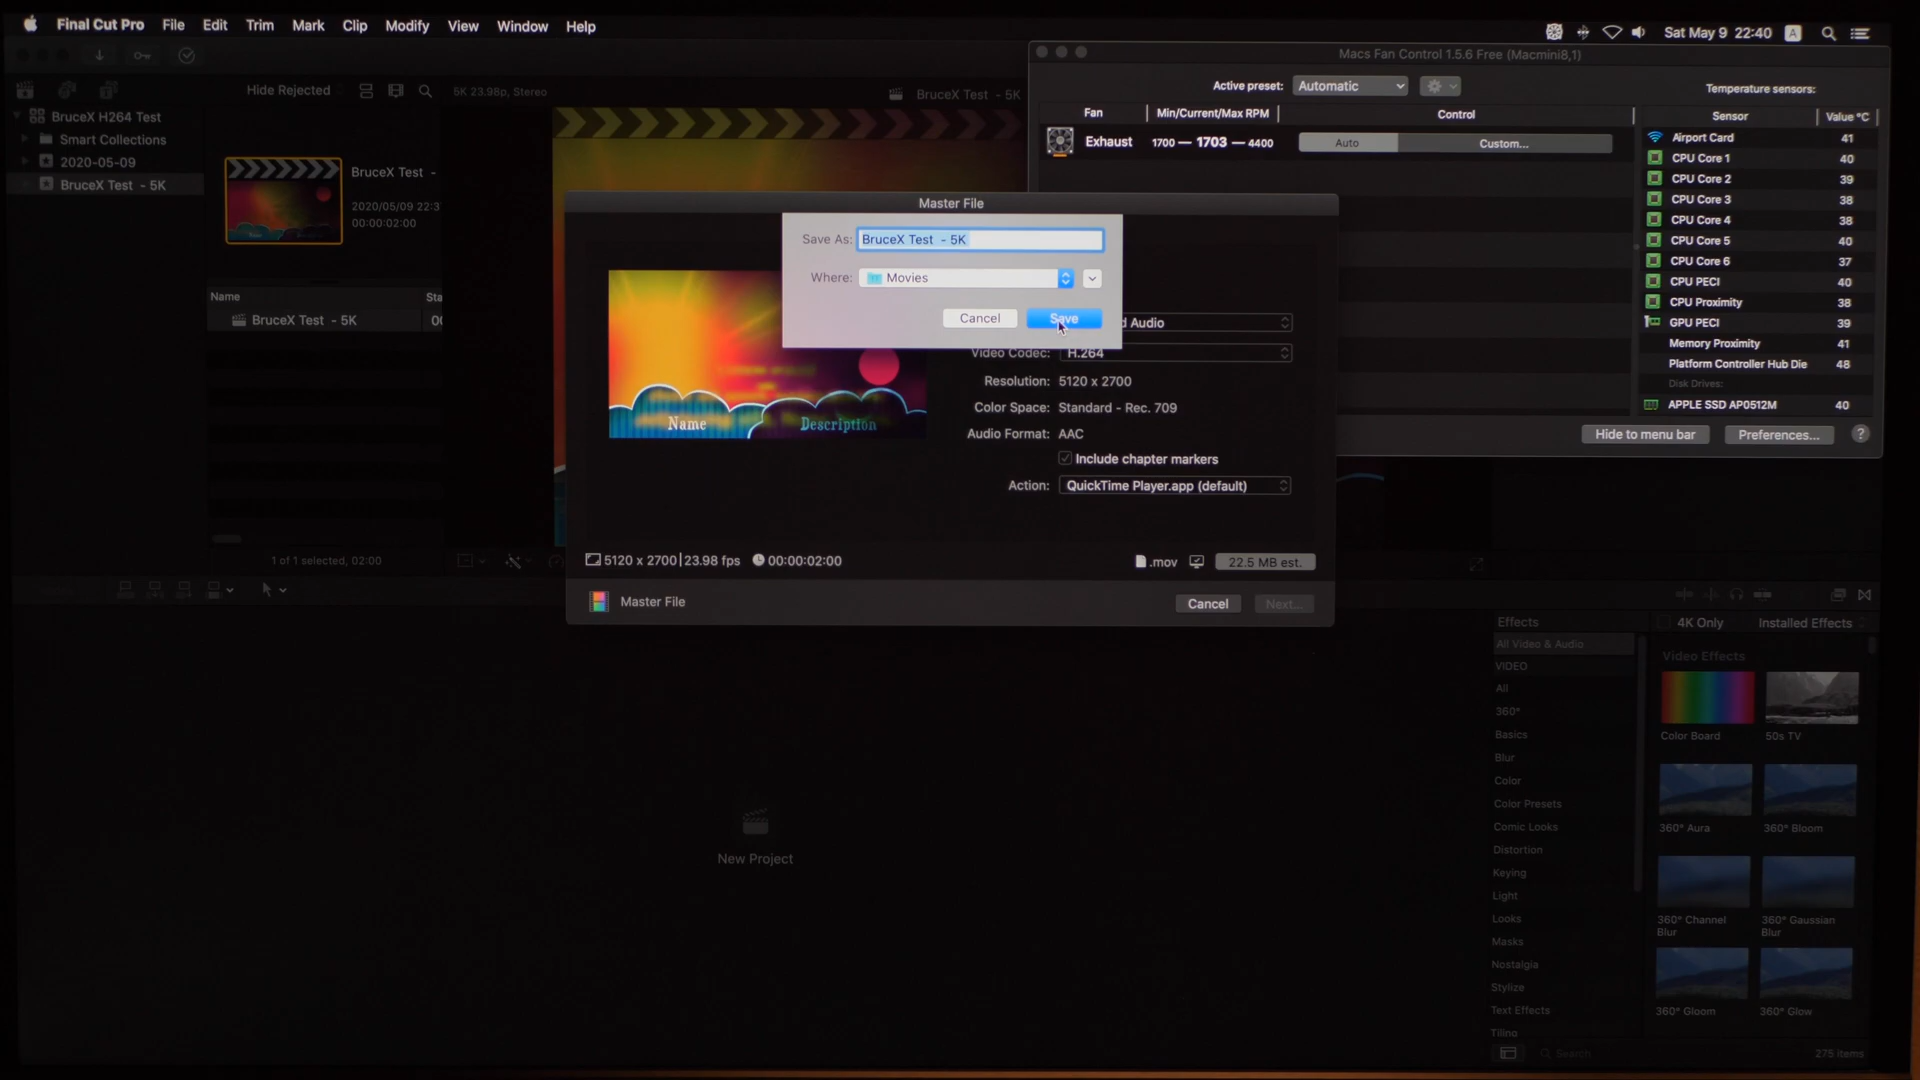 Final Cut Pro File Edit Trim Mark Clip Modify View Window Help
Sat May 9 22:40 A
Macs Fan Control 1.5.6 Free (Macmini8,1)
Hide Rejected
5K 23.98p, Stereo
BruceX Test - 5K
Active preset: Automatic
Temperature sensors:
Fan Min/Current/Max RPM Control
Sensor Value °C
Exhaust 1700 — 1703 — 4400 Auto Custom...
Airport Card 41
CPU Core 1 40
CPU Core 2 39
CPU Core 3 38
CPU Core 4 38
CPU Core 5 40
CPU Core 6 37
CPU PECI 40
CPU Proximity 38
GPU PECI 39
Memory Proximity 41
Platform Controller Hub Die 48
Disk Drives:
APPLE SSD AP0512M 40
Hide to menu bar Preferences... ?
BruceX H264 Test
Smart Collections
2020-05-09
BruceX Test - 5K
BruceX Test -
2020/05/09 22:3
00:00:02:00
Name Sta
BruceX Test - 5K 00
1 of 1 selected, 02:00
Master File
Save As: BruceX Test - 5K
Where: Movies
Cancel Save
d Audio
Video Codec: H.264
Resolution: 5120 x 2700
Color Space: Standard - Rec. 709
Audio Format: AAC
Include chapter markers
Action: QuickTime Player.app (default)
Name Description
5120 x 2700 | 23.98 fps 00:00:02:00
.mov 22.5 MB est.
Master File
Cancel Next...
New Project
Effects 4K Only Installed Effects
All Video & Audio
VIDEO
All
360°
Basics
Blur
Color
Color Presets
Comic Looks
Distortion
Keying
Light
Looks
Masks
Nostalgia
Stylize
Text Effects
Tiling
Video Effects
Color Board 50s TV
360° Aura 360° Bloom
360° Channel Blur 360° Gaussian Blur
360° Gloom 360° Glow
Search
275 items